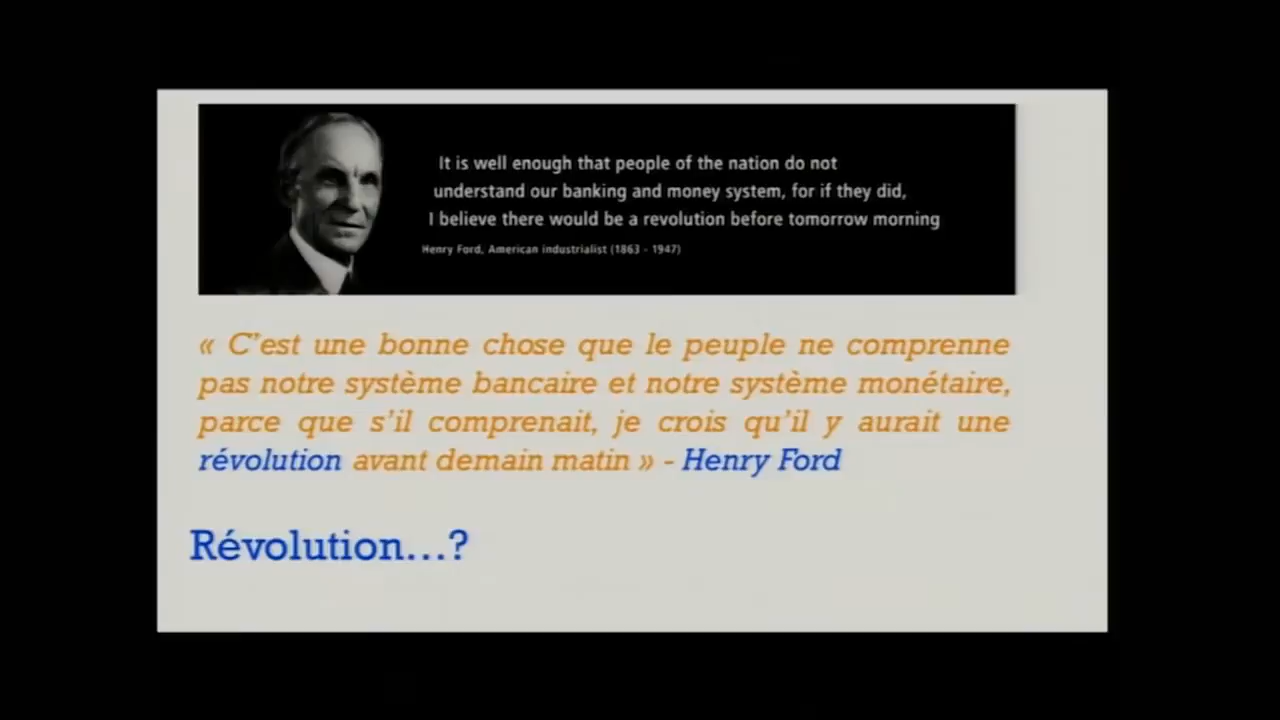 It is well enough that people of the nation do not
understand our banking and money system, for if they did,
I believe there would be a revolution before tomorrow morning
Henry Ford, American industrialist (1863 - 1947)
« C'est une bonne chose que le peuple ne comprenne
pas notre système bancaire et notre système monétaire,
parce que s'il comprenait, je crois qu'il y aurait une
révolution avant demain matin » - Henry Ford
Révolution...?